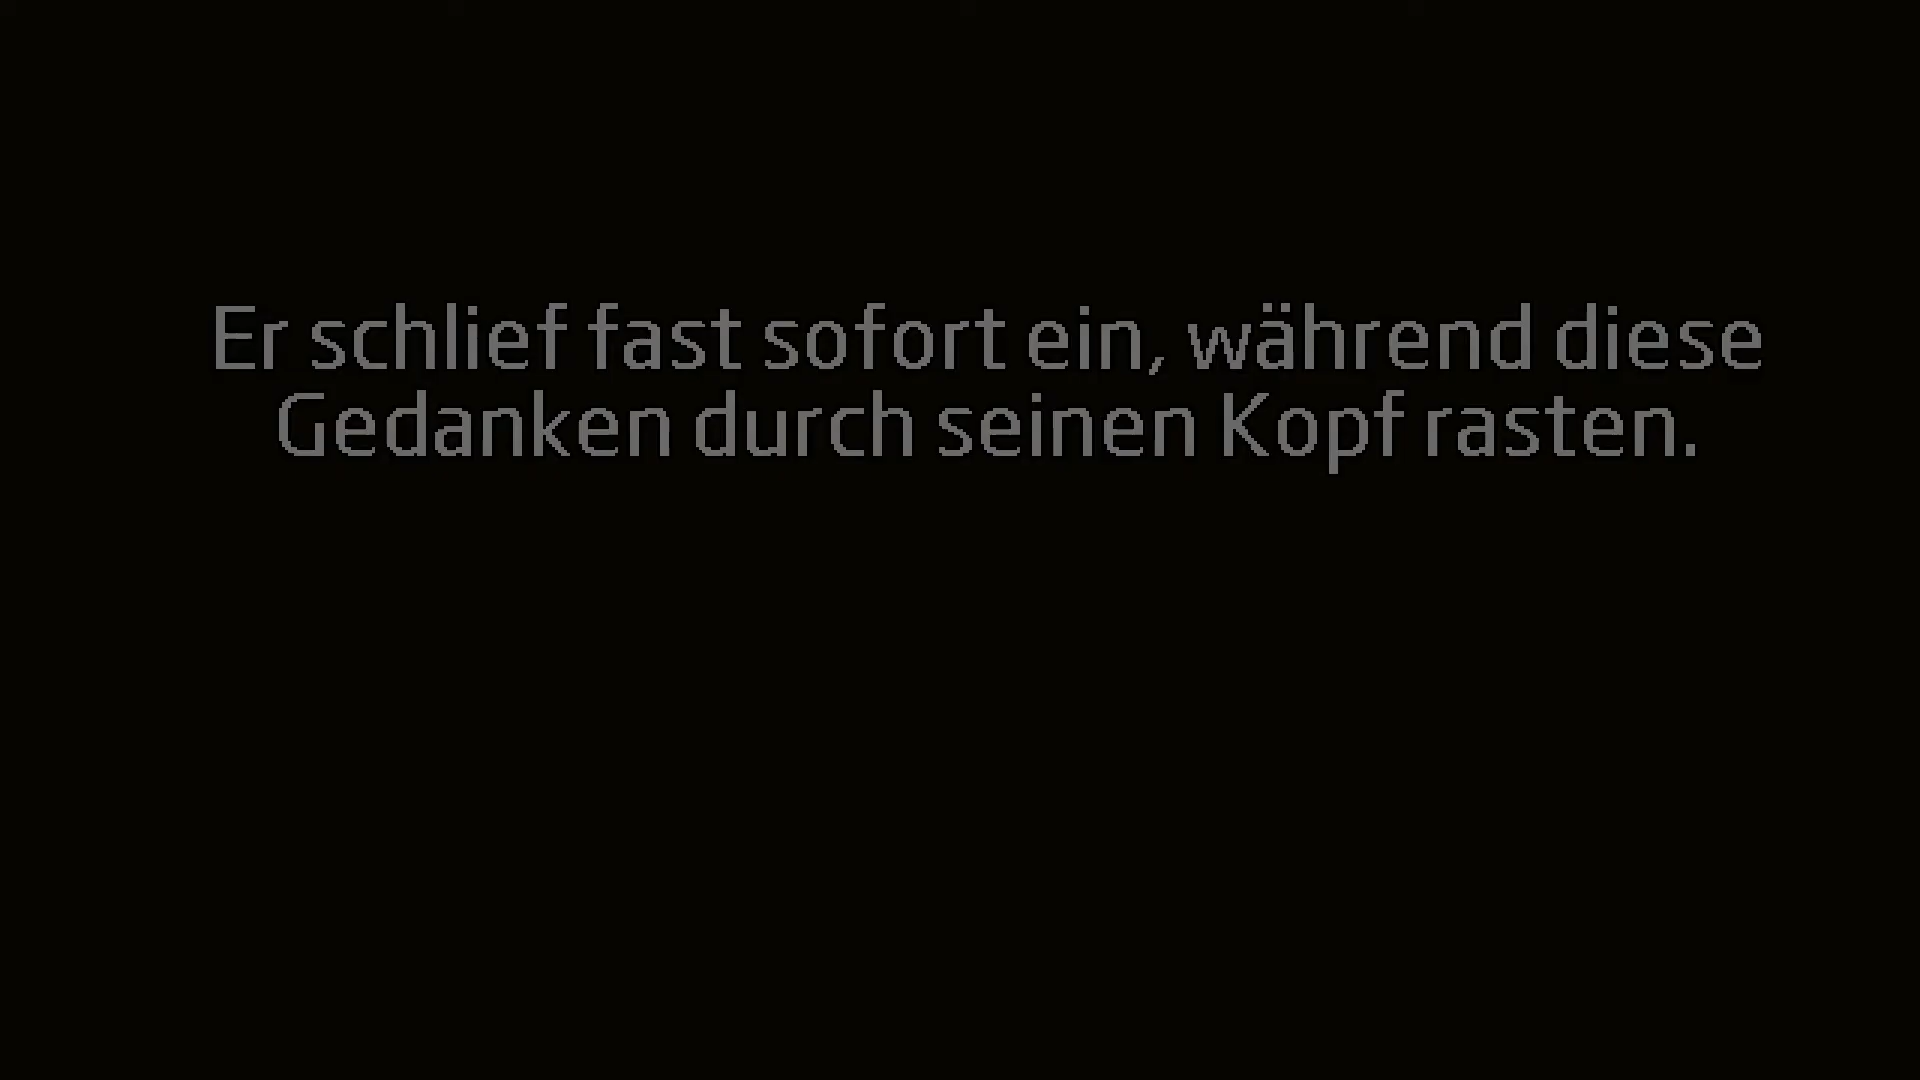 Er schlief fast sofort ein, während diese
Gedanken durch seinen Kopf rasten.